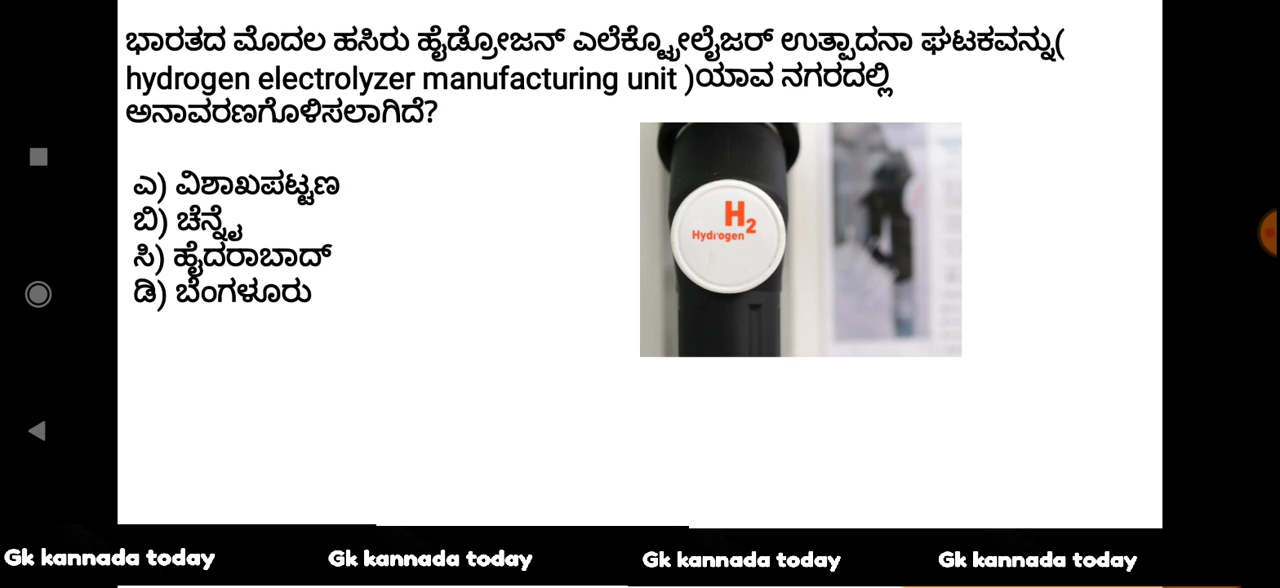 ಭಾರತದ ಮೊದಲ ಹಸಿರು ಹೈಡ್ರೋಜನ್ ಎಲೆಕ್ಟ್ರೋಲೈಜರ್ ಉತ್ಪಾದನಾ ಘಟಕವನ್ನು(
hydrogen electrolyzer manufacturing unit )ಯಾವ ನಗರದಲ್ಲಿ
ಅನಾವರಣಗೊಳಿಸಲಾಗಿದೆ?
ಎ) ವಿಶಾಖಪಟ್ಟಣ
ಬಿ) ಚೆನ್ನೈ
ಸಿ) ಹೈದರಾಬಾದ್
ಡಿ) ಬೆಂಗಳೂರು
H2
Hydrogen
Gk kannada today Gk kannada today Gk kannada today Gk kannada today